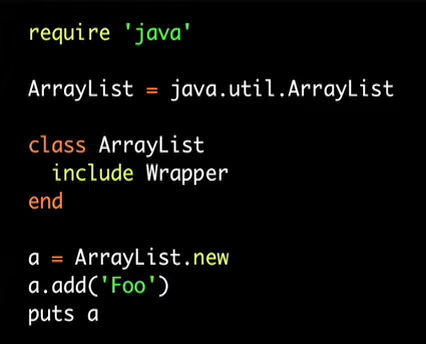 require 'java'
ArrayList = java.util.ArrayList
class ArrayList
include Wrapper
end
a = ArrayList.new
a.add('Foo')
puts a